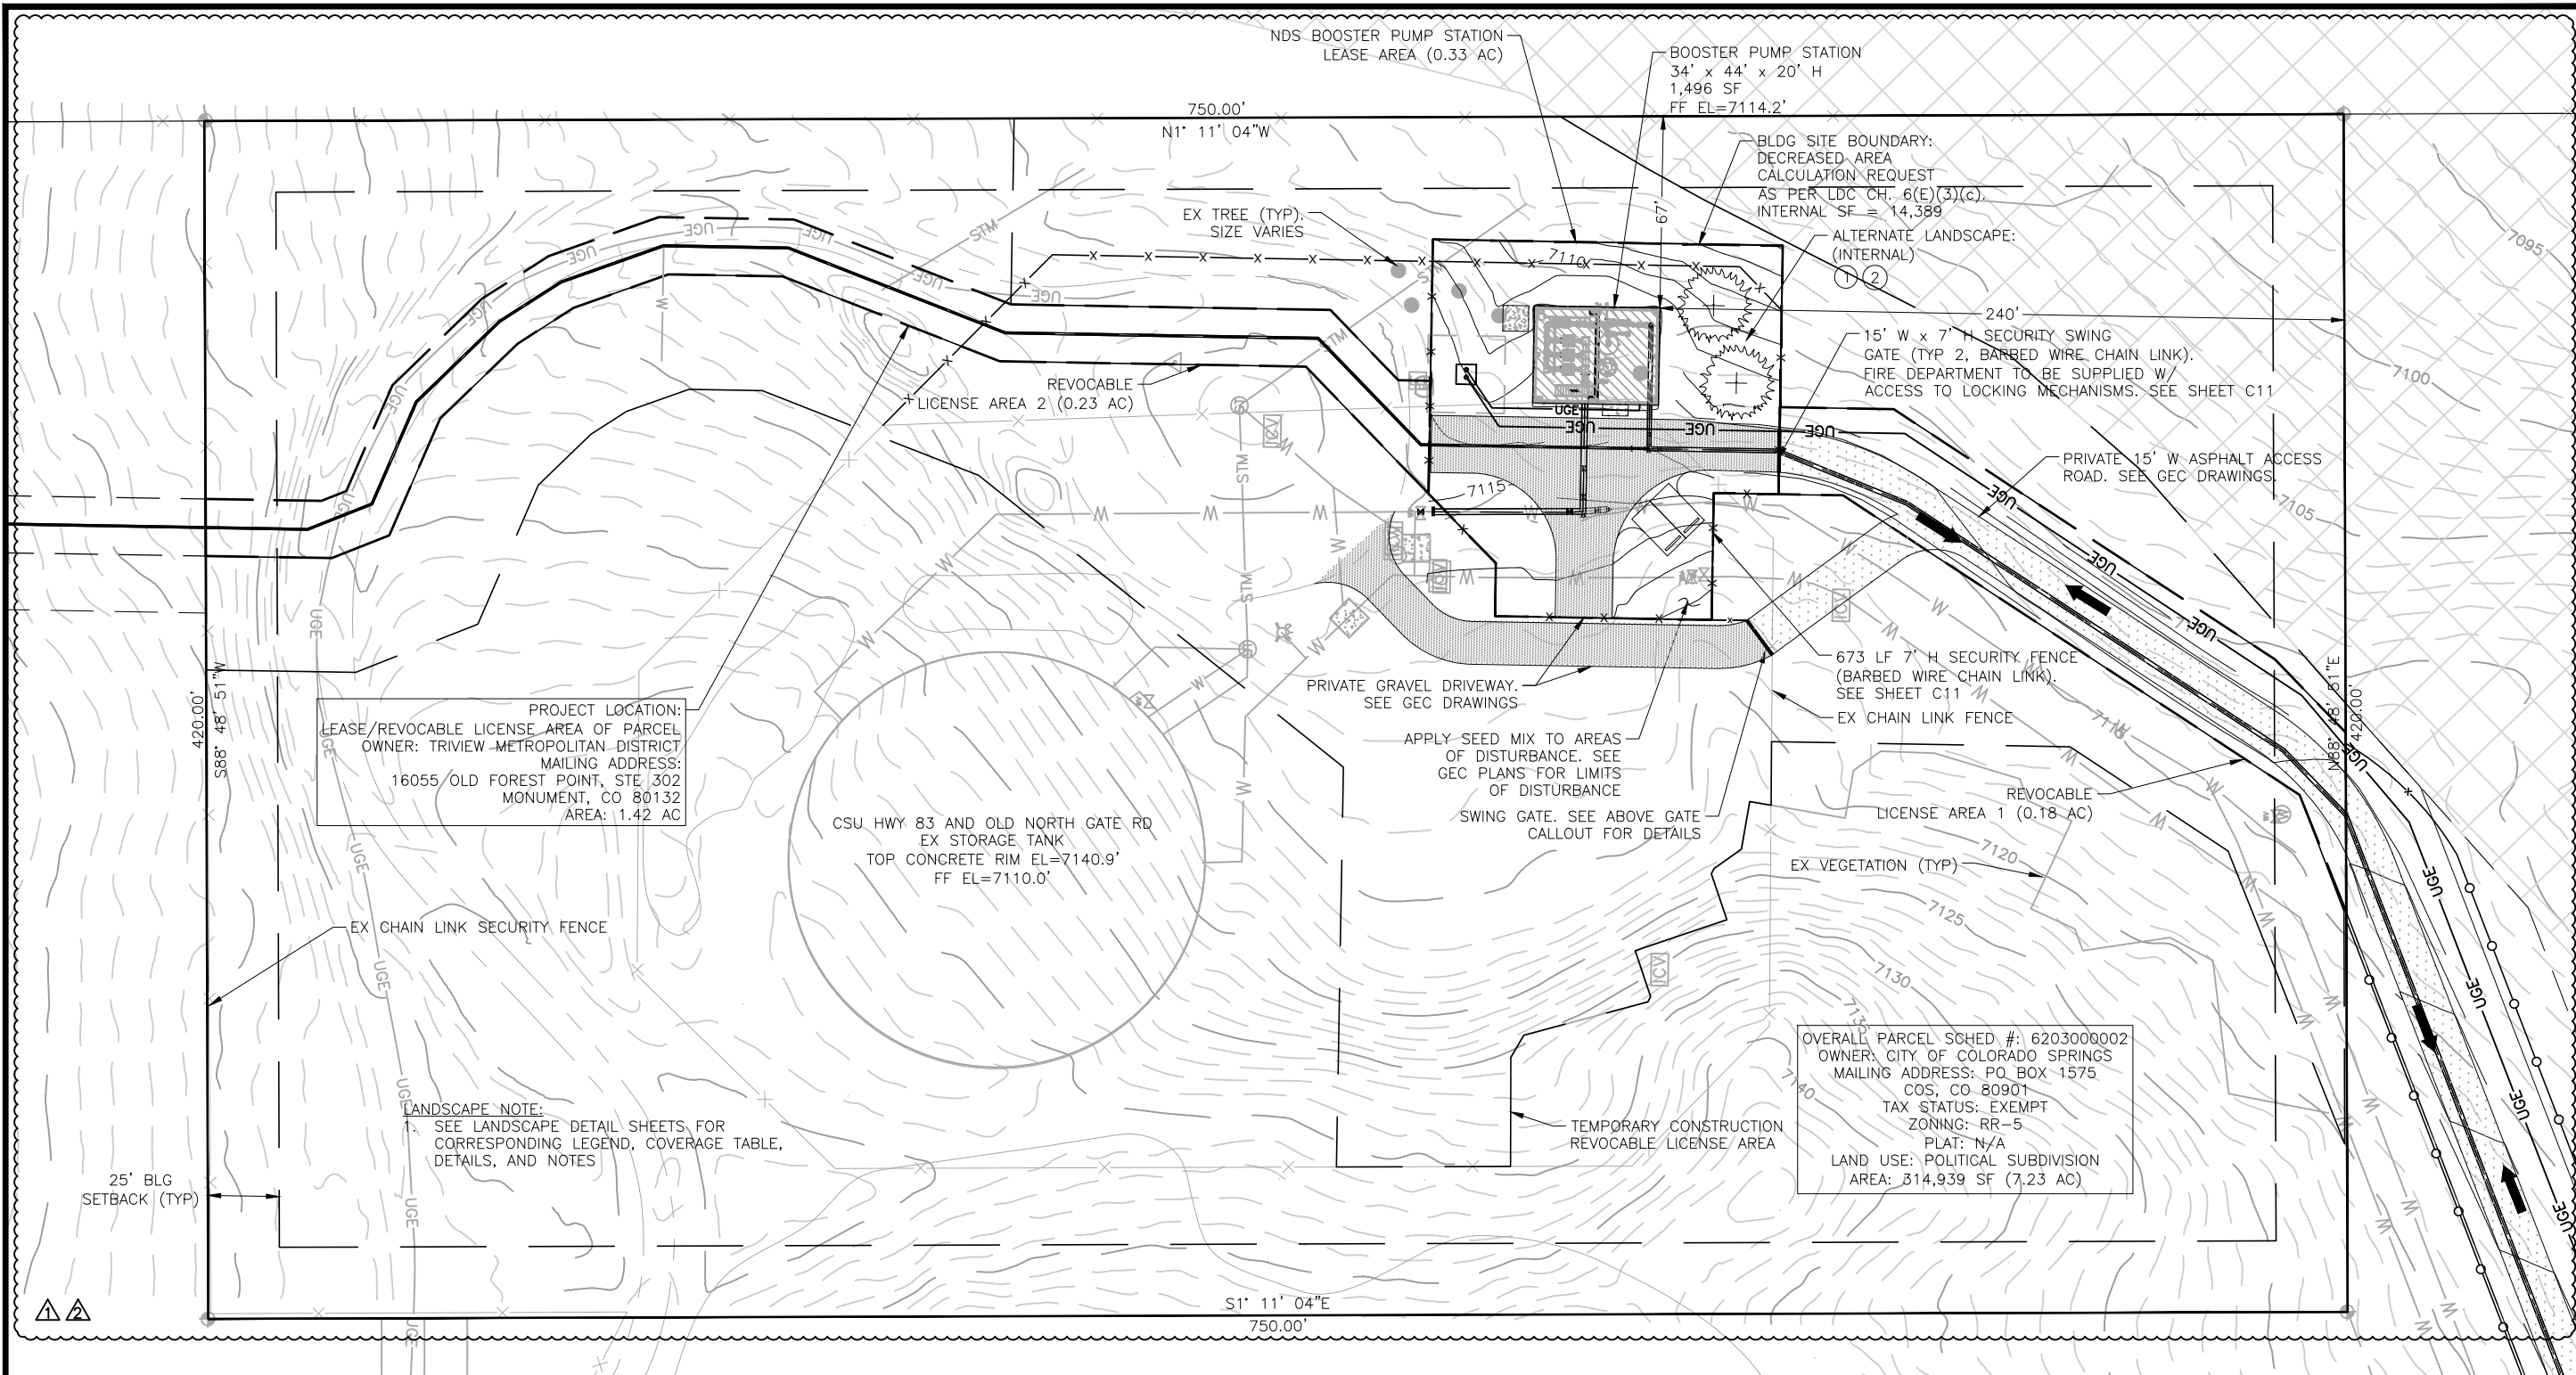 NDS BOOSTER PUMP STATION
LEASE AREA (0.33 AC)
BOOSTER PUMP STATION
34' x 44' x 20' H
1,496 SF
FF EL=7114.2'
750.00'
N1° 11' 04"W
BLDG SITE BOUNDARY:
DECREASED AREA
CALCULATION REQUEST
AS PER LDC CH. 6(E)(3)(c).
INTERNAL SF = 14,389
67'
EX TREE (TYP).
SIZE VARIES
ALTERNATE LANDSCAPE:
(INTERNAL)
1 2
7095
7110
240'
15' W x 7' H SECURITY SWING
GATE (TYP 2, BARBED WIRE CHAIN LINK).
FIRE DEPARTMENT TO BE SUPPLIED W/
ACCESS TO LOCKING MECHANISMS. SEE SHEET C11
7100
REVOCABLE
LICENSE AREA 2 (0.23 AC)
PRIVATE 15' W ASPHALT ACCESS
ROAD. SEE GEC DRAWINGS.
7115
7105
673 LF 7' H SECURITY FENCE
(BARBED WIRE CHAIN LINK).
SEE SHEET C11
PRIVATE GRAVEL DRIVEWAY.
SEE GEC DRAWINGS
EX CHAIN LINK FENCE
420.00'
S88° 48' 51"W
N88° 48' 51"E
420.00'
PROJECT LOCATION:
LEASE/REVOCABLE LICENSE AREA OF PARCEL
OWNER: TRIVIEW METROPOLITAN DISTRICT
MAILING ADDRESS:
16055 OLD FOREST POINT, STE 302
MONUMENT, CO 80132
AREA: 1.42 AC
APPLY SEED MIX TO AREAS
OF DISTURBANCE. SEE
GEC PLANS FOR LIMITS
OF DISTURBANCE
7115
SWING GATE. SEE ABOVE GATE
CALLOUT FOR DETAILS
REVOCABLE
LICENSE AREA 1 (0.18 AC)
CSU HWY 83 AND OLD NORTH GATE RD
EX STORAGE TANK
TOP CONCRETE RIM EL=7140.9'
FF EL=7110.0'
EX VEGETATION (TYP)
7120
7125
EX CHAIN LINK SECURITY FENCE
7130
7135
7140
OVERALL PARCEL SCHED #: 6203000002
OWNER: CITY OF COLORADO SPRINGS
MAILING ADDRESS: PO BOX 1575
COS, CO 80901
TAX STATUS: EXEMPT
ZONING: RR-5
PLAT: N/A
LAND USE: POLITICAL SUBDIVISION
AREA: 314,939 SF (7.23 AC)
LANDSCAPE NOTE:
1. SEE LANDSCAPE DETAIL SHEETS FOR
CORRESPONDING LEGEND, COVERAGE TABLE,
DETAILS, AND NOTES
TEMPORARY CONSTRUCTION
REVOCABLE LICENSE AREA
25' BLG
SETBACK (TYP)
1 2
S1° 11' 04"E
750.00'
UGE
STM
W
ICV